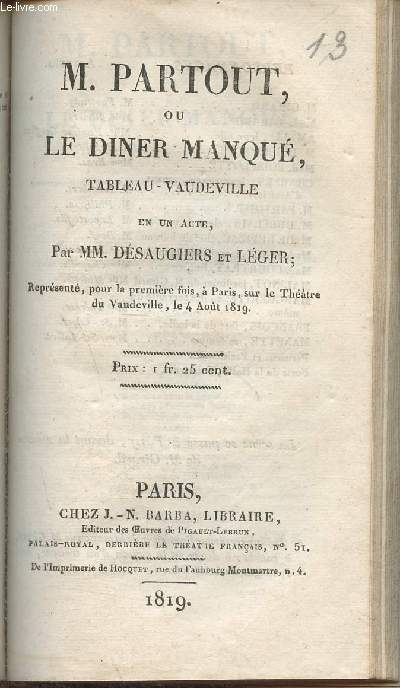 www.le-livre.com
13
M. PARTOUT,
OU
LE DINER MANQUÉ,
TABLEAU-VAUDEVILLE
EN UN ACTE,
Par MM. DÉSAUGIERS ET LÉGER;
Représenté, pour la première fois, à Paris, sur le Théâtre
du Vaudeville, le 4 Août 1819.
Prix : 1 fr. 25 cent.
PARIS,
CHEZ J.-N. BARBA, LIBRAIRE,
Editeur des Œuvres de PIGAULT-LEBRUN,
PALAIS-ROYAL, DERRIÈRE LE THÉATRE FRANÇAIS, N°. 51.
De l'Imprimerie de HOCQUET, rue du Faubourg Montmartre, n. 4.
1819.